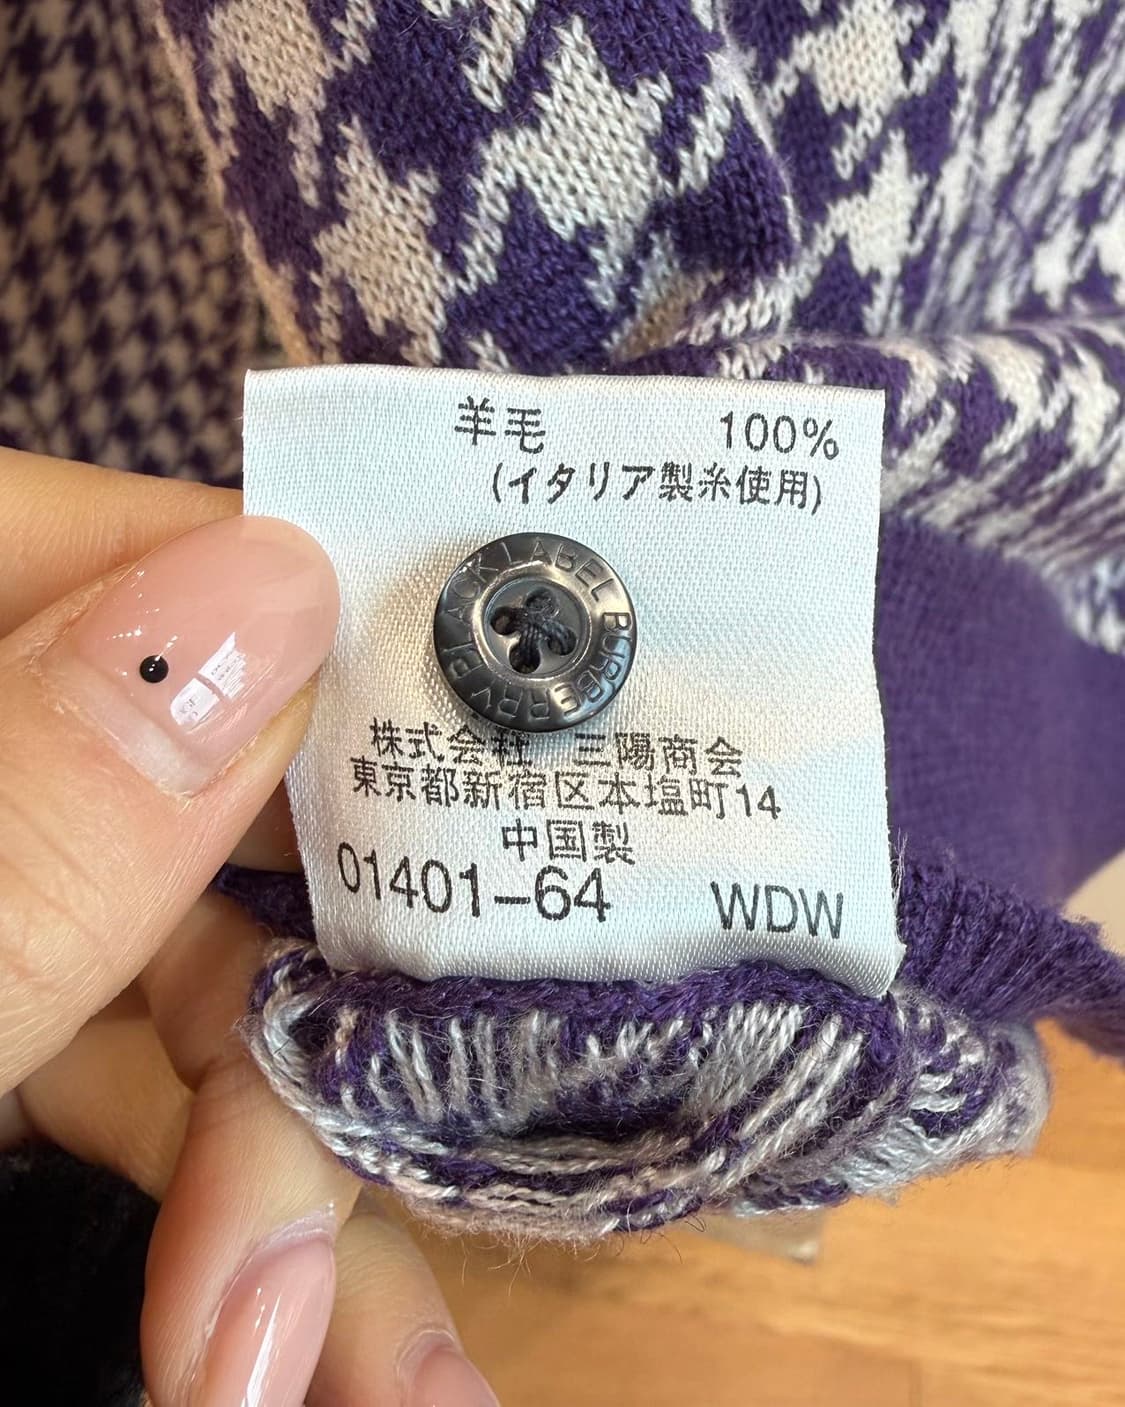 羊毛 100%
(イタリア製糸使用)
BLACK LABEL BURBERRY
株式会社 三陽商会
東京都新宿区本塩町14
中国製
01401-64 WDW